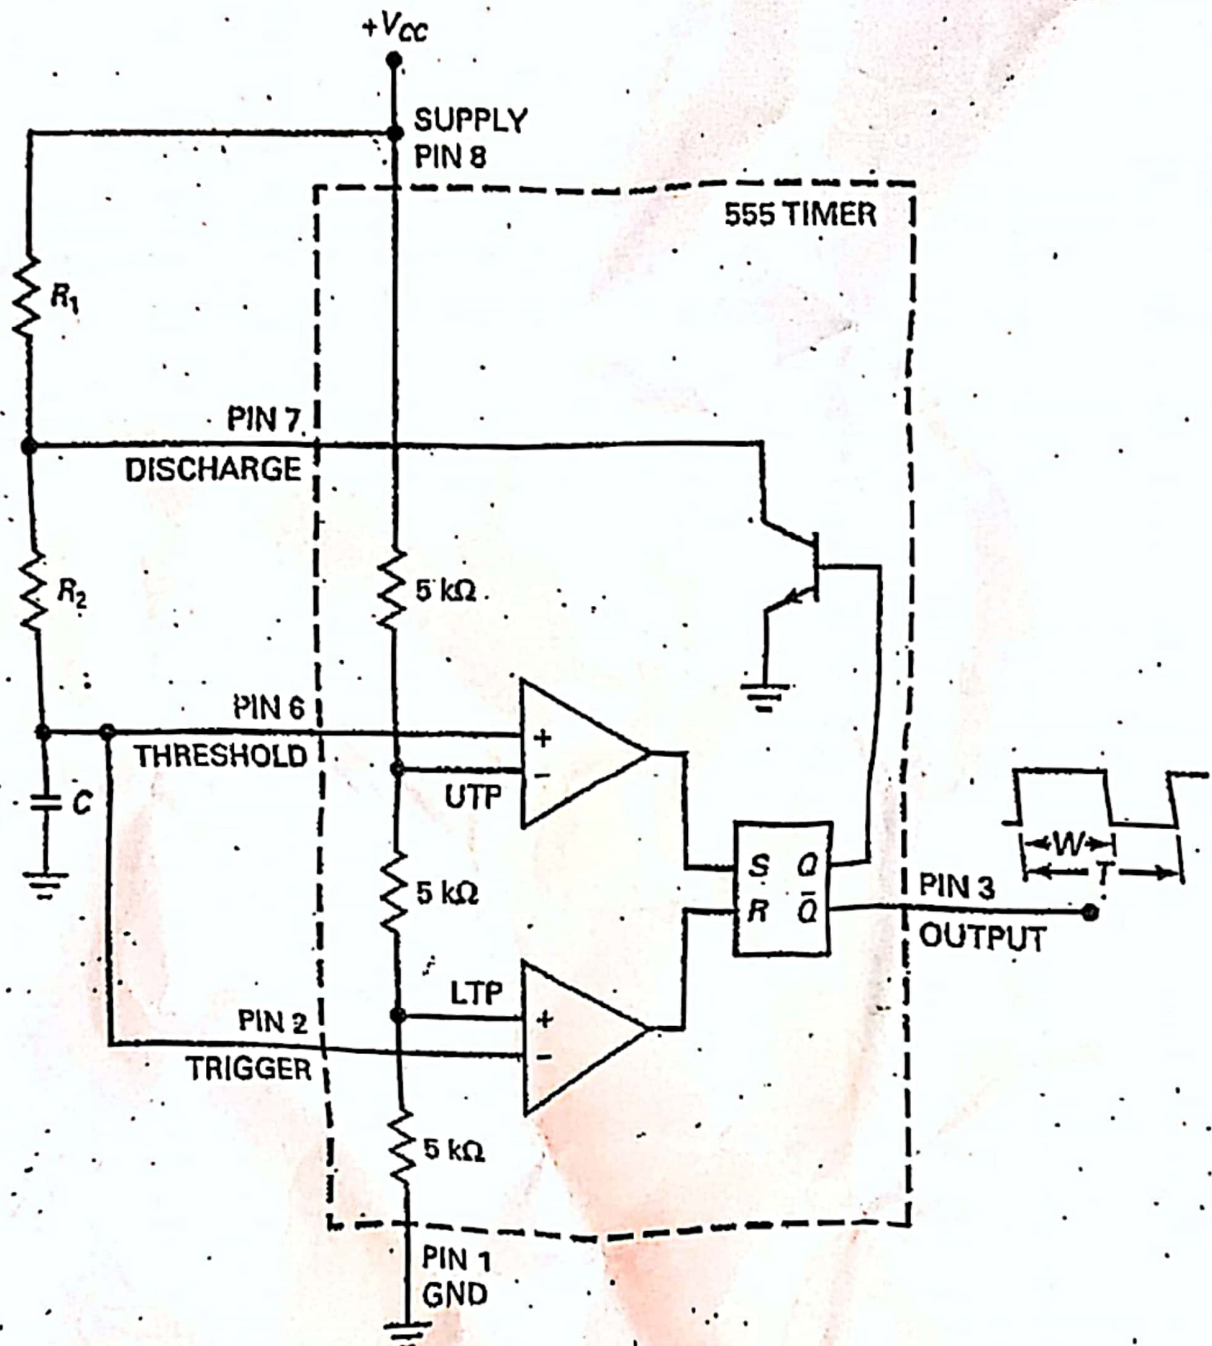 +VCC
SUPPLY
PIN 8
555 TIMER
R1
PIN 7
DISCHARGE
R2
5 kΩ
PIN 6
THRESHOLD
+
−
UTP
C
5 kΩ
S Q
R Q̅
W
T
PIN 3
OUTPUT
LTP
+
−
PIN 2
TRIGGER
5 kΩ
PIN 1
GND